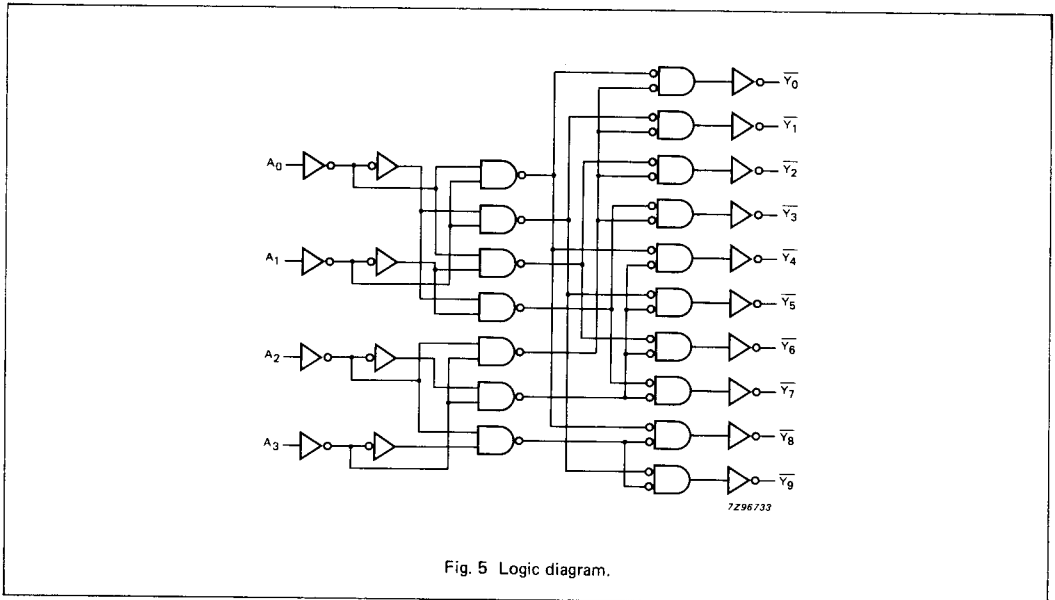 A0
A1
A2
A3
Y0
Y1
Y2
Y3
Y4
Y5
Y6
Y7
Y8
Y9
7Z96733
Fig. 5 Logic diagram.